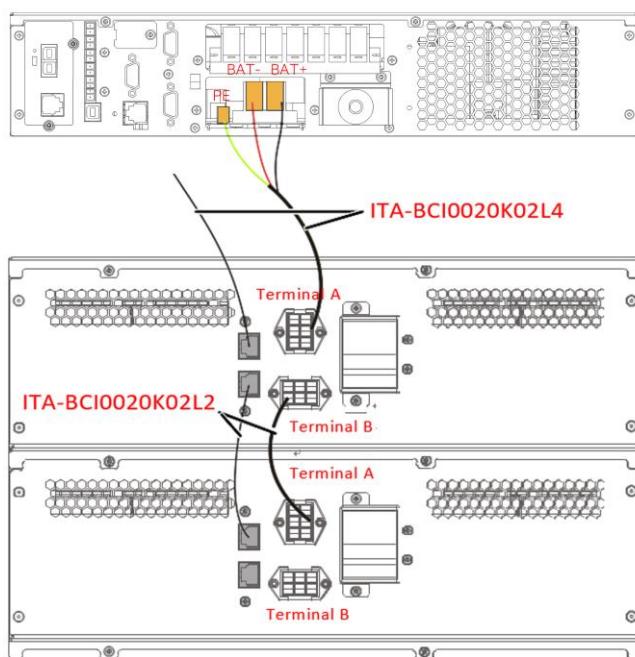 BAT- BAT+
PE
ITA-BCI0020K02L4
Terminal A
ITA-BCI0020K02L2
Terminal B
Terminal A
Terminal B